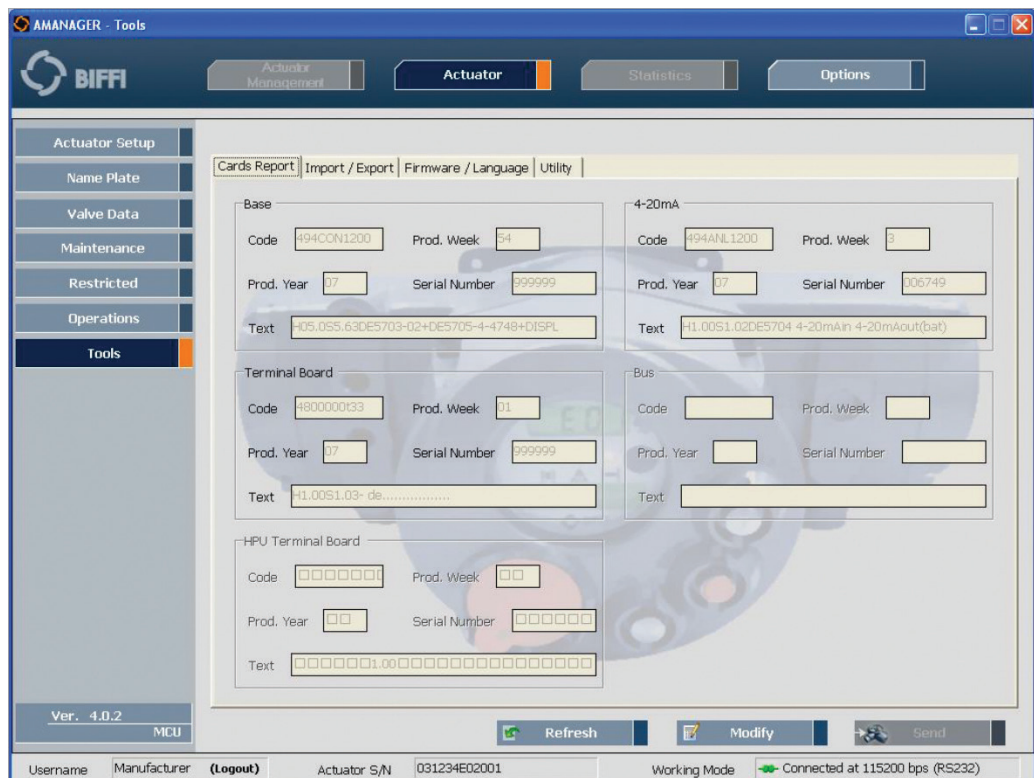 AMANAGER - Tools
BIFFI
Actuator Management
Actuator
Statistics
Options
Actuator Setup
Name Plate
Valve Data
Maintenance
Restricted
Operations
Tools
Cards Report Import / Export Firmware / Language Utility
Base
Code 494CON1200 Prod. Week 54
Prod. Year 07 Serial Number 999999
Text H05.0S5.63DE5703-02+DE5705-4-4748+DISPL
4-20mA
Code 494ANL1200 Prod. Week 3
Prod. Year 07 Serial Number 006749
Text H1.00S1.02DE5704 4-20mAin 4-20mAout(bat)
Terminal Board
Code 4800000t33 Prod. Week 01
Prod. Year 07 Serial Number 999999
Text H1.00S1.03- de.................
Bus
Code Prod. Week
Prod. Year Serial Number
Text
HPU Terminal Board
Code □□□□□□□ Prod. Week □□
Prod. Year □□ Serial Number □□□□□□
Text □□□□□□1.00□□□□□□□□□□□□□□□
Ver. 4.0.2
MCU
Refresh Modify Send
Username Manufacturer (Logout) Actuator S/N 031234E02001 Working Mode Connected at 115200 bps (RS232)